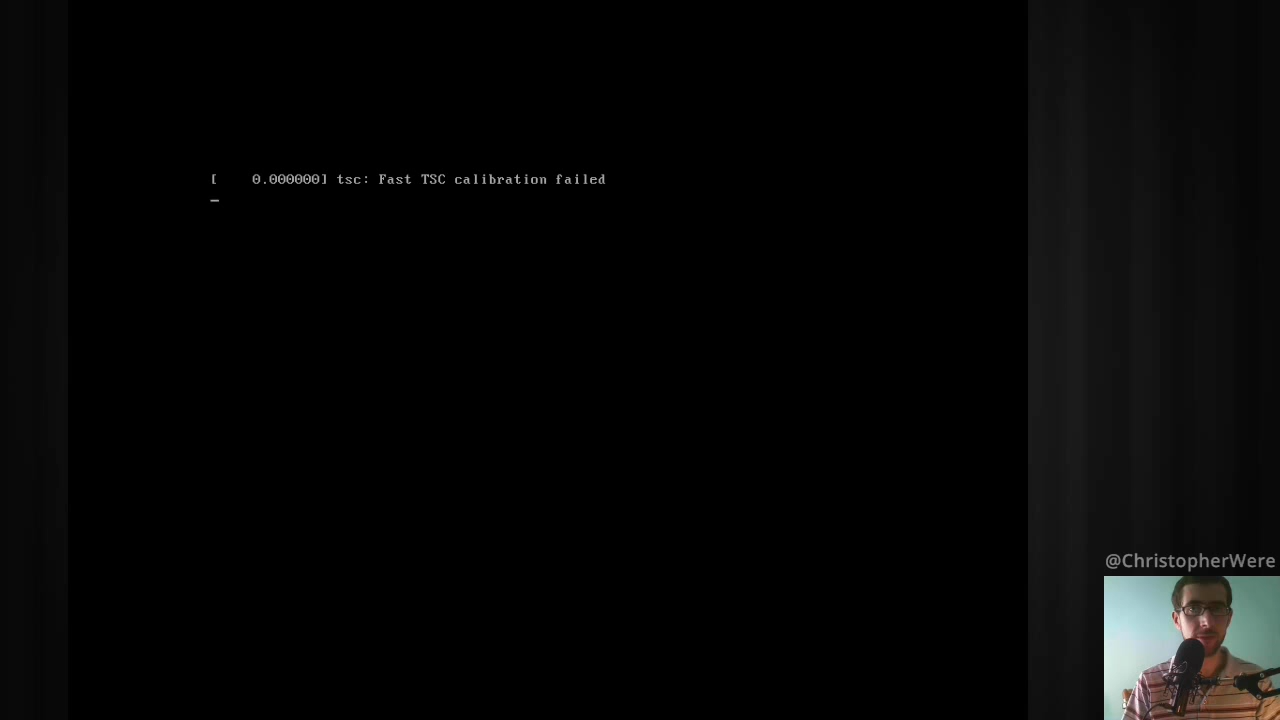 [    0.000000] tsc: Fast TSC calibration failed
@ChristopherWere